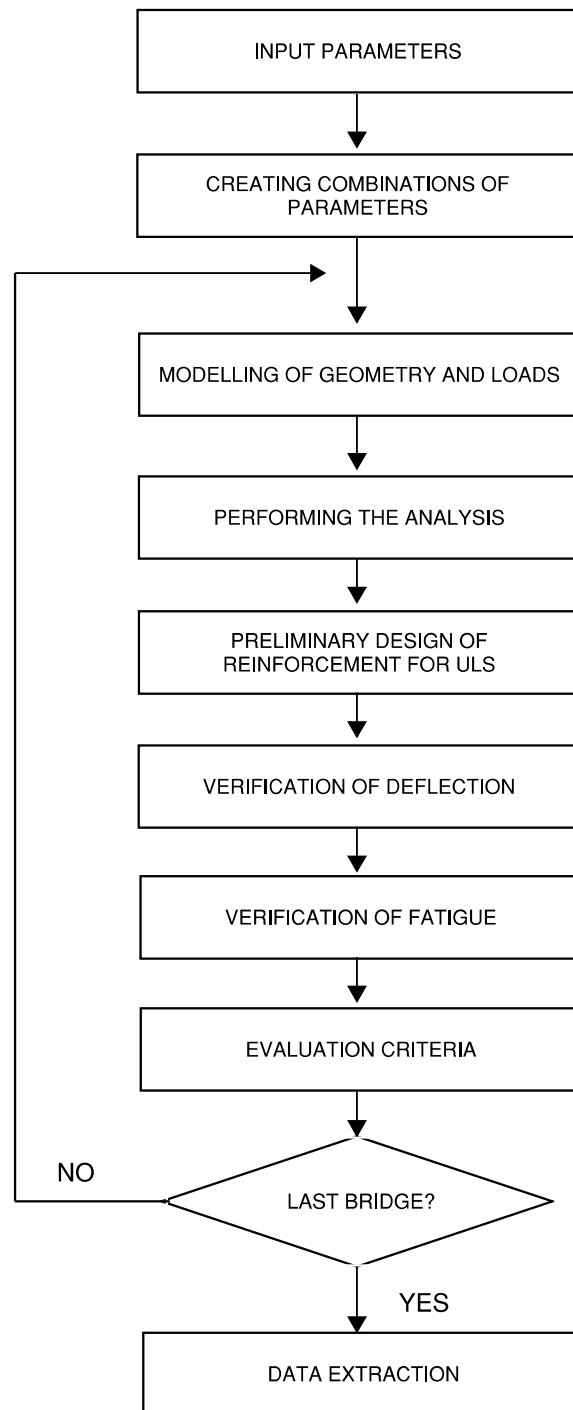 INPUT PARAMETERS
CREATING COMBINATIONS OF
PARAMETERS
MODELLING OF GEOMETRY AND LOADS
PERFORMING THE ANALYSIS
PRELIMINARY DESIGN OF
REINFORCEMENT FOR ULS
VERIFICATION OF DEFLECTION
VERIFICATION OF FATIGUE
EVALUATION CRITERIA
NO
LAST BRIDGE?
YES
DATA EXTRACTION